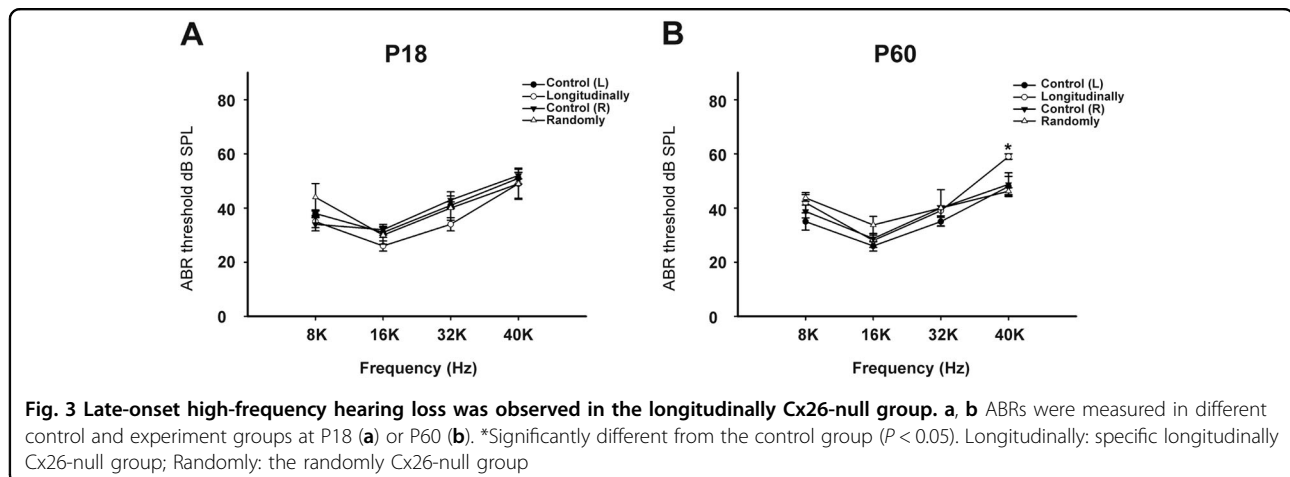 A
P18
Control (L)
Longitudinally
Control (R)
Randomly
ABR threshold dB SPL
80
60
40
20
0
8K 16K 32K 40K
Frequency (Hz)
B
P60
Control (L)
Longitudinally
Control (R)
Randomly
*
ABR threshold dB SPL
80
60
40
20
0
8K 16K 32K 40K
Frequency (Hz)
Fig. 3 Late-onset high-frequency hearing loss was observed in the longitudinally Cx26-null group. a, b ABRs were measured in different
control and experiment groups at P18 (a) or P60 (b). *Significantly different from the control group (P < 0.05). Longitudinally: specific longitudinally
Cx26-null group; Randomly: the randomly Cx26-null group